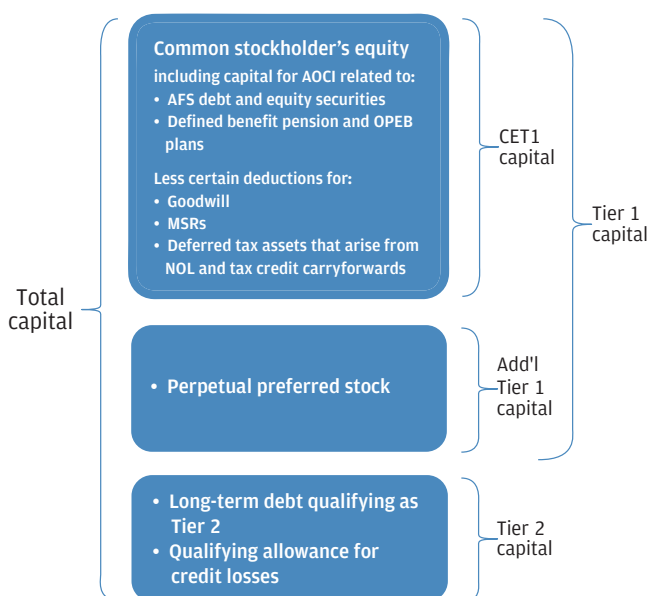 Common stockholder’s equity
including capital for AOCI related to:
• AFS debt and equity securities
• Defined benefit pension and OPEB
plans
Less certain deductions for:
• Goodwill
• MSRs
• Deferred tax assets that arise from
NOL and tax credit carryforwards
CET1
capital
Tier 1
capital
Total
capital
• Perpetual preferred stock
Add'l
Tier 1
capital
• Long-term debt qualifying as
Tier 2
• Qualifying allowance for
credit losses
Tier 2
capital